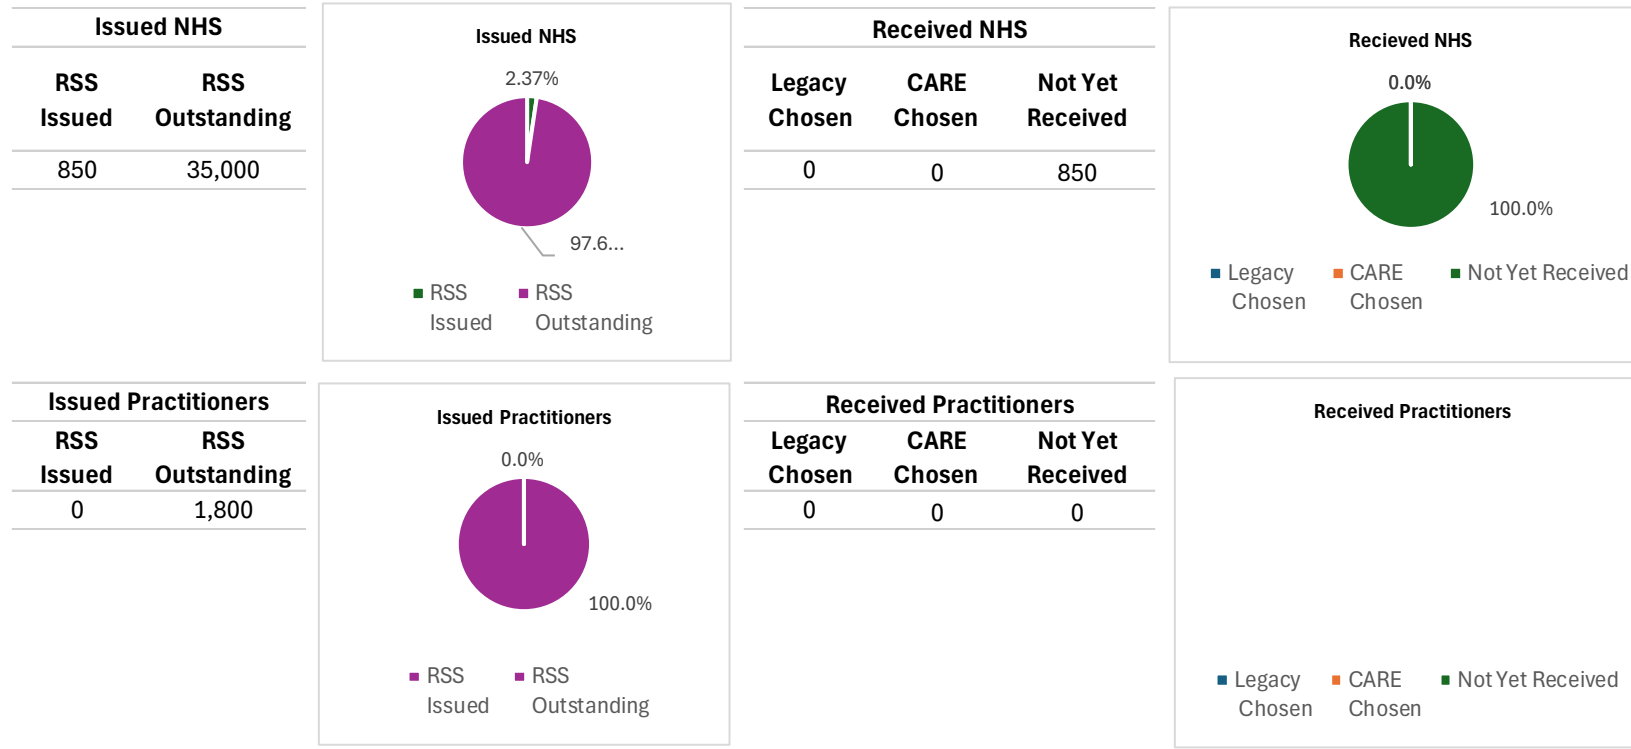 Issued NHS
RSS Issued
RSS Outstanding
850
35,000
Issued NHS
2.37%
97.6...
RSS Issued
RSS Outstanding
Received NHS
Legacy Chosen
CARE Chosen
Not Yet Received
0
0
850
Recieved NHS
0.0%
100.0%
Legacy Chosen
CARE Chosen
Not Yet Received
Issued Practitioners
RSS Issued
RSS Outstanding
0
1,800
Issued Practitioners
0.0%
100.0%
RSS Issued
RSS Outstanding
Received Practitioners
Legacy Chosen
CARE Chosen
Not Yet Received
0
0
0
Received Practitioners
Legacy Chosen
CARE Chosen
Not Yet Received